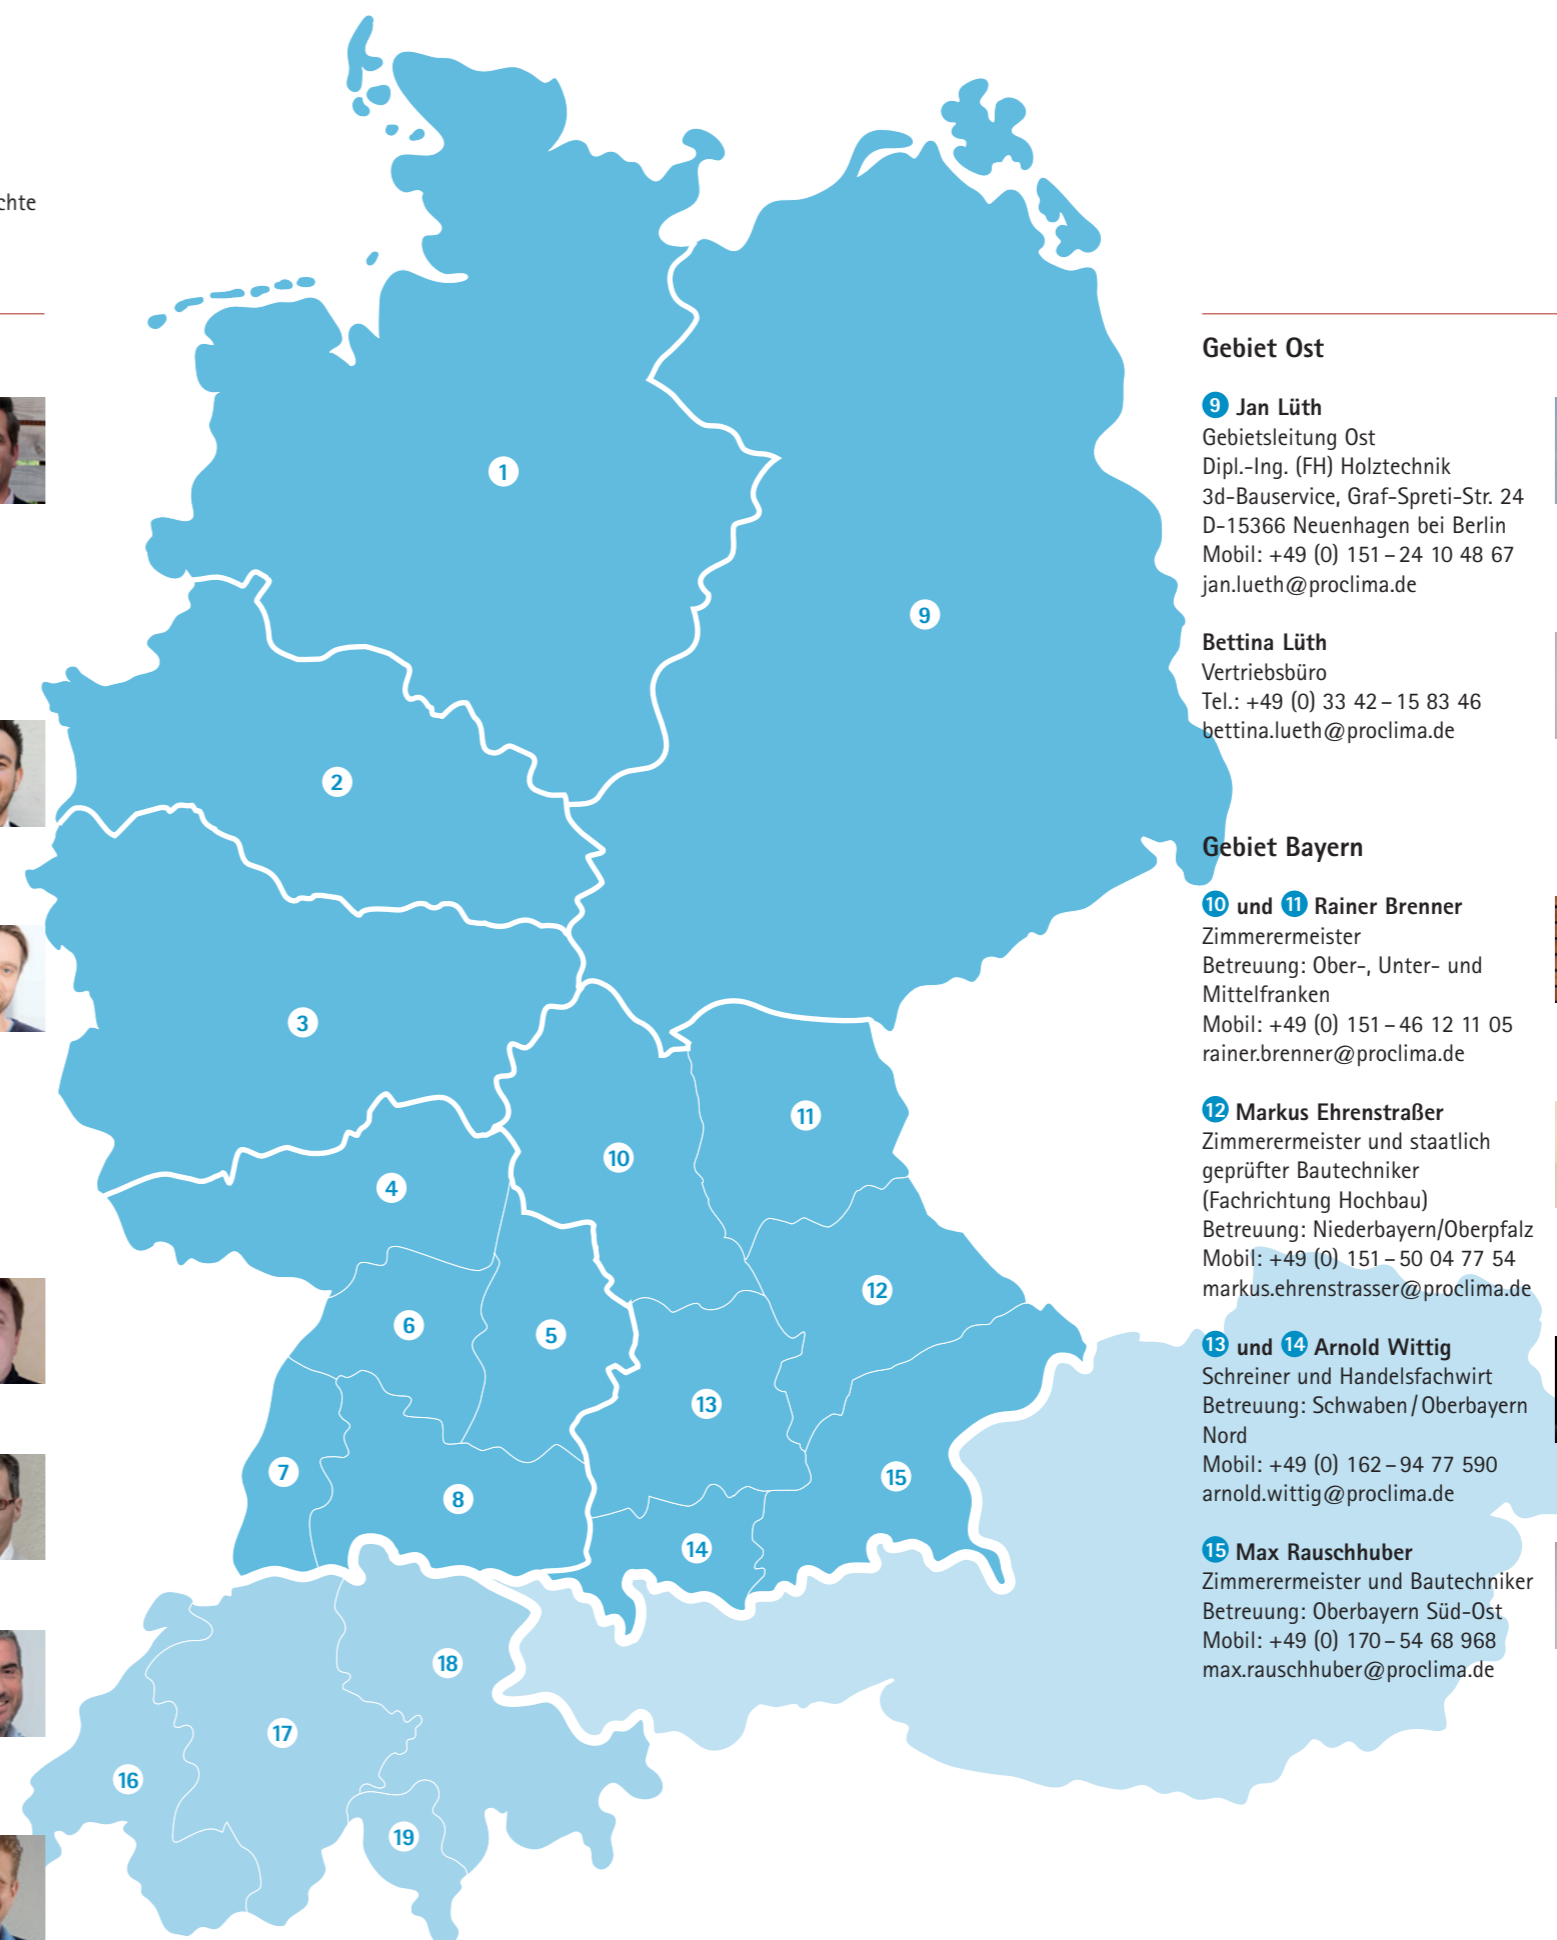 chte
1
9
2
3
11
10
4
12
6
5
13
7
15
8
14
18
17
16
19
Gebiet Ost
9 Jan Lüth
Gebietsleitung Ost
Dipl.-Ing. (FH) Holztechnik
3d-Bauservice, Graf-Spreti-Str. 24
D-15366 Neuenhagen bei Berlin
Mobil: +49 (0) 151 – 24 10 48 67
jan.lueth@proclima.de
Bettina Lüth
Vertriebsbüro
Tel.: +49 (0) 33 42 – 15 83 46
bettina.lueth@proclima.de
Gebiet Bayern
10 und 11 Rainer Brenner
Zimmerermeister
Betreuung: Ober-, Unter- und
Mittelfranken
Mobil: +49 (0) 151 – 46 12 11 05
rainer.brenner@proclima.de
12 Markus Ehrenstraßer
Zimmerermeister und staatlich
geprüfter Bautechniker
(Fachrichtung Hochbau)
Betreuung: Niederbayern/Oberpfalz
Mobil: +49 (0) 151 – 50 04 77 54
markus.ehrenstrasser@proclima.de
13 und 14 Arnold Wittig
Schreiner und Handelsfachwirt
Betreuung: Schwaben / Oberbayern
Nord
Mobil: +49 (0) 162 – 94 77 590
arnold.wittig@proclima.de
15 Max Rauschhuber
Zimmerermeister und Bautechniker
Betreuung: Oberbayern Süd-Ost
Mobil: +49 (0) 170 – 54 68 968
max.rauschhuber@proclima.de